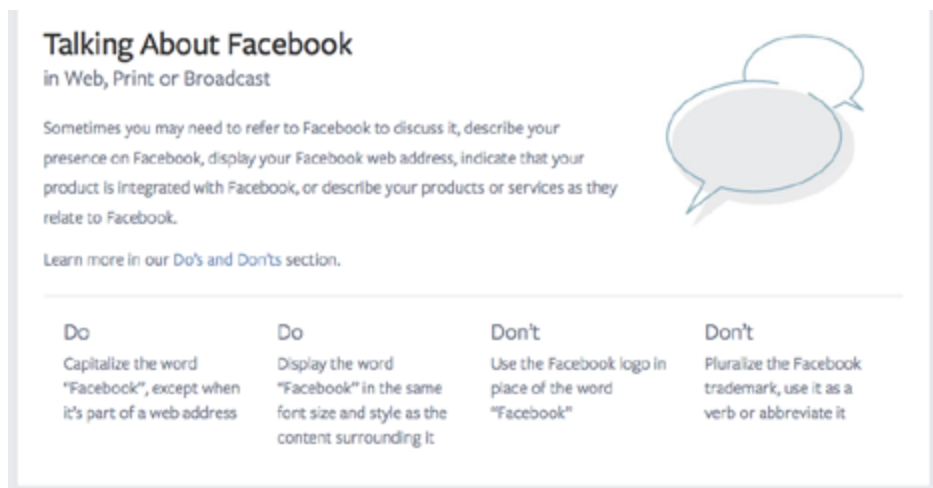 Talking About Facebook
in Web, Print or Broadcast
Sometimes you may need to refer to Facebook to discuss it, describe your
presence on Facebook, display your Facebook web address, indicate that your
product is integrated with Facebook, or describe your products or services as they
relate to Facebook.
Learn more in our Do's and Don'ts section.
Do
Capitalize the word
"Facebook", except when
it's part of a web address
Do
Display the word
"Facebook" in the same
font size and style as the
content surrounding it
Don't
Use the Facebook logo in
place of the word
"Facebook"
Don't
Pluralize the Facebook
trademark, use it as a
verb or abbreviate it